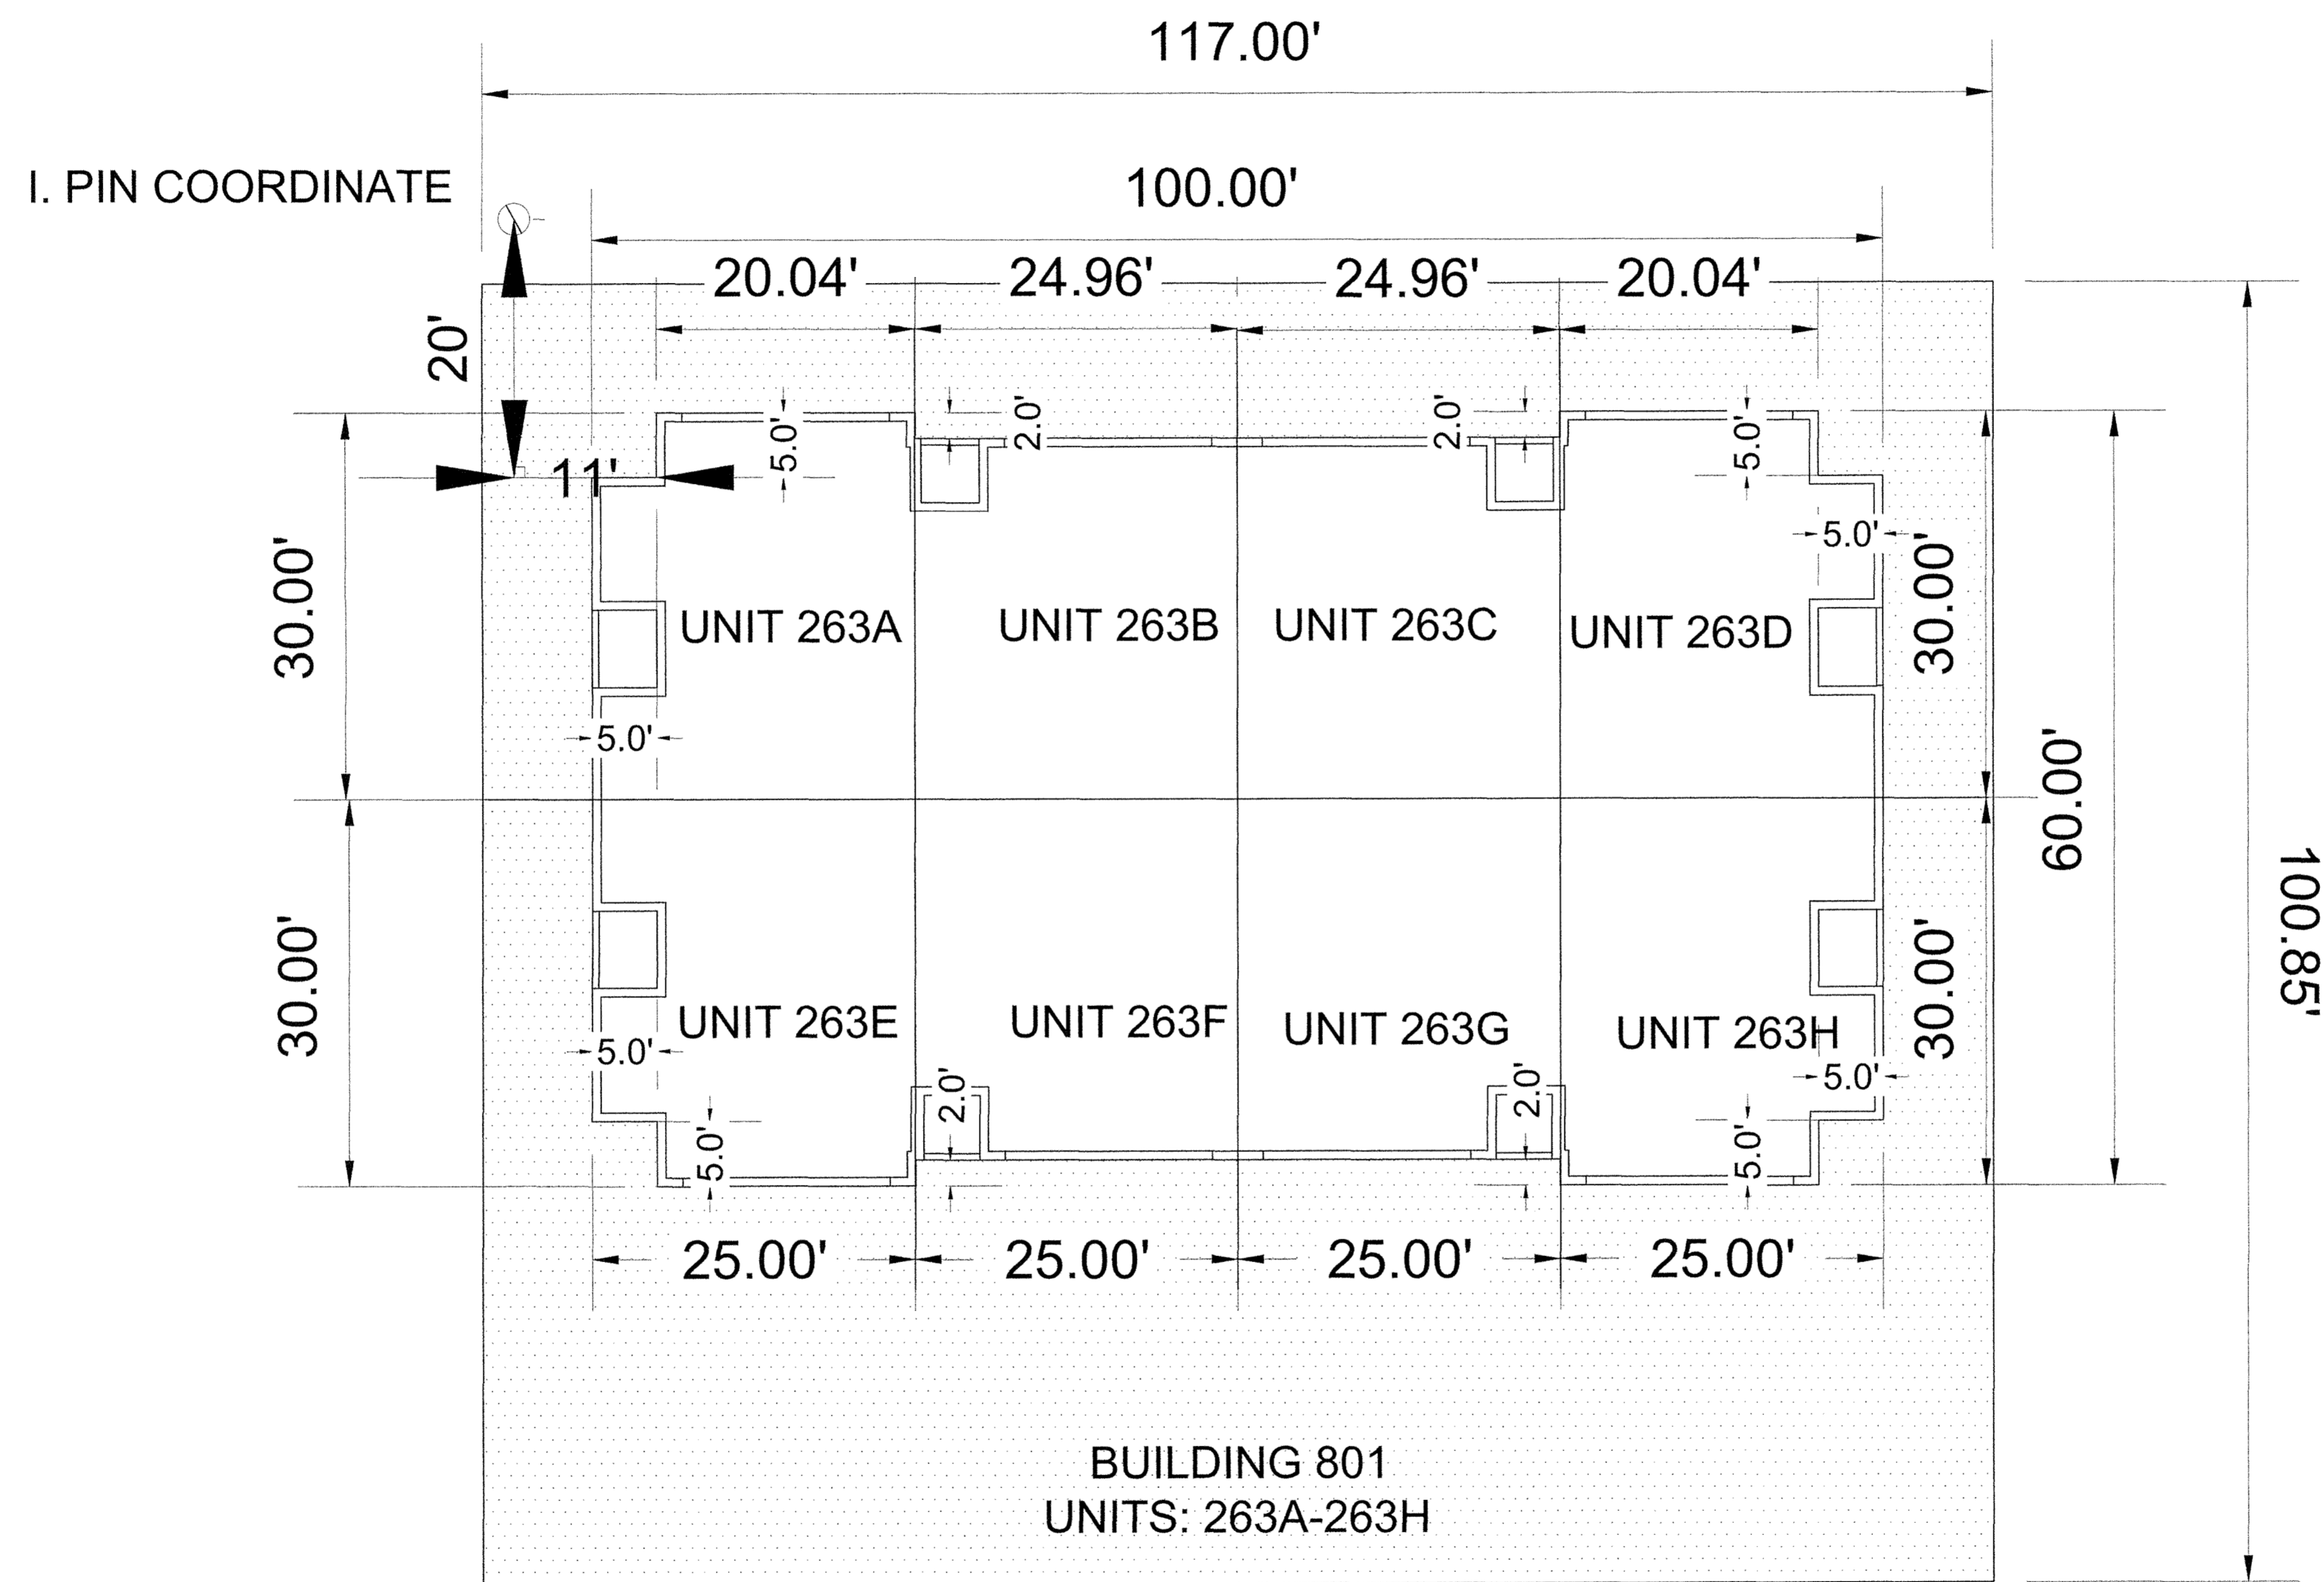 117.00'
I. PIN COORDINATE
100.00'
20.04'
24.96'
24.96'
20.04'
20'
5.0'
2.0'
2.0'
5.0'
11'
5.0'
30.00'
30.00'
UNIT 263A
UNIT 263B
UNIT 263C
UNIT 263D
5.0'
60.00'
100.85'
30.00'
30.00'
UNIT 263E
UNIT 263F
UNIT 263G
UNIT 263H
5.0'
5.0'
2.0'
2.0'
5.0'
5.0'
25.00'
25.00'
25.00'
25.00'
BUILDING 801
UNITS: 263A-263H